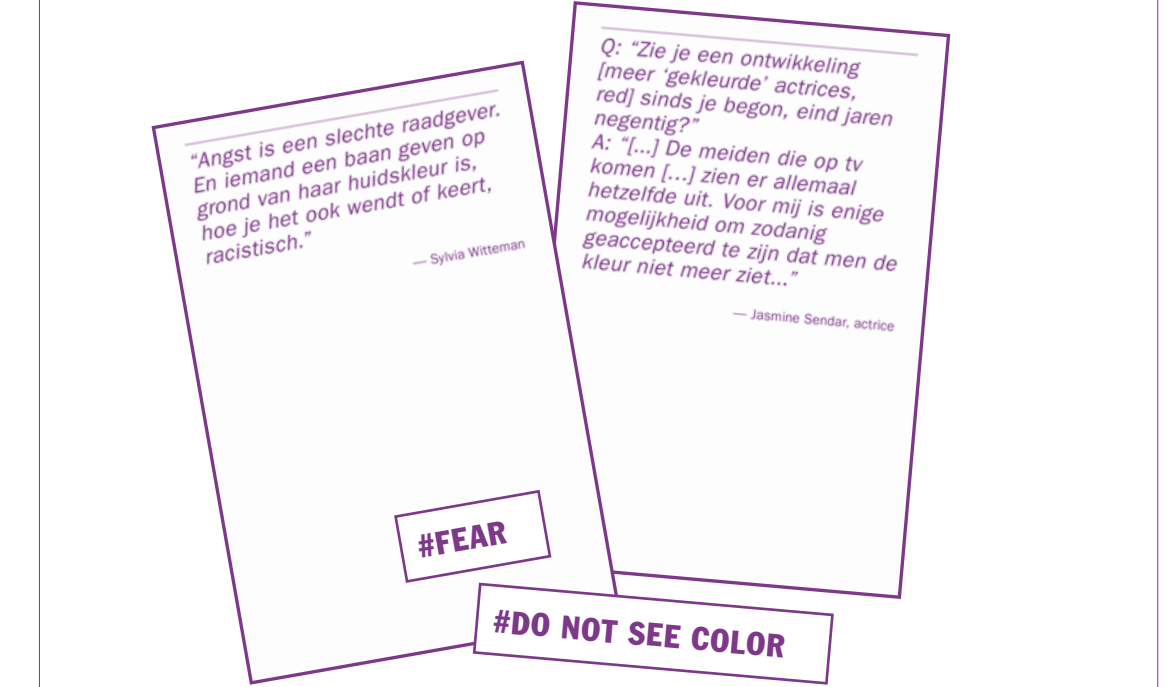 “Angst is een slechte raadgever.
En iemand een baan geven op
grond van haar huidskleur is,
hoe je het ook wendt of keert,
racistisch.”
— Sylvia Witteman
#FEAR
Q: “Zie je een ontwikkeling
[meer ‘gekleurde’ actrices,
red] sinds je begon, eind jaren
negentig?”
A: “[...] De meiden die op tv
komen [...] zien er allemaal
hetzelfde uit. Voor mij is enige
mogelijkheid om zodanig
geaccepteerd te zijn dat men de
kleur niet meer ziet...”
— Jasmine Sendar, actrice
#DO NOT SEE COLOR